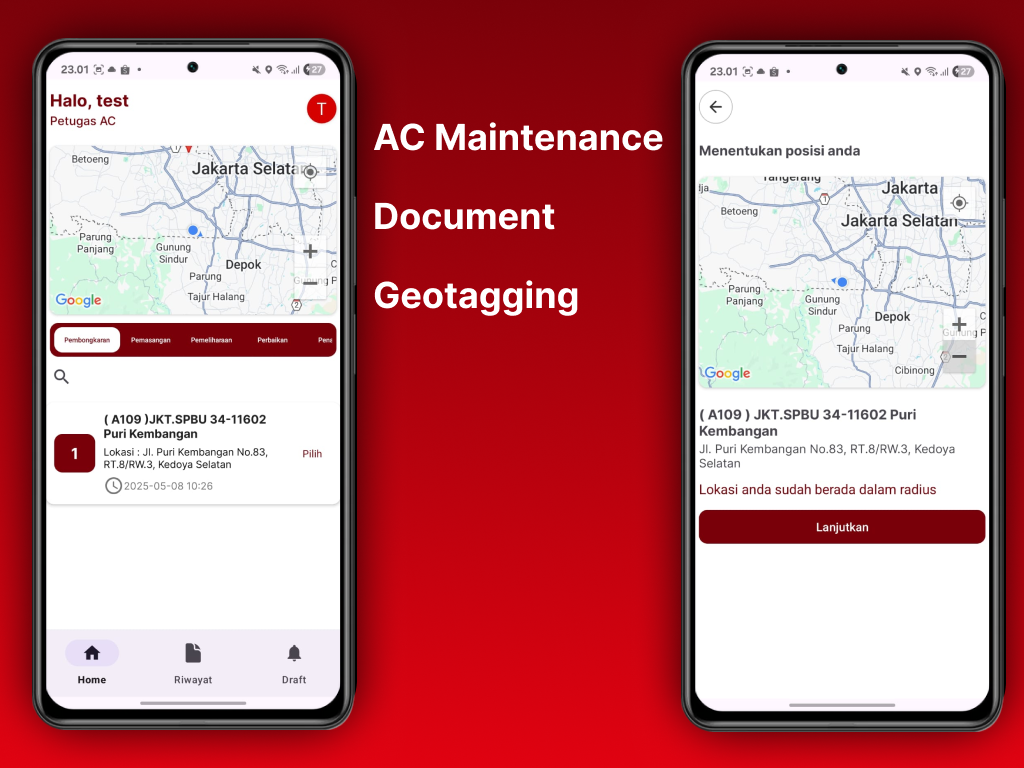 23.01
27
Halo, test
Petugas AC
T
Betoeng
Jakarta Selatan
Parung
Panjang
Gunung
Sindur
Depok
Parung
Tajur Halang
Gunung P
2
Google
Pembongkaran
Pemasangan
Pemeliharaan
Perbaikan
Pen
1
( A109 )JKT.SPBU 34-11602
Puri Kembangan
Lokasi : Jl. Puri Kembangan No.83,
RT.8/RW.3, Kedoya Selatan
Pilih
2025-05-08 10:26
Home
Riwayat
Draft
AC Maintenance
Document
Geotagging
23.01
27
Menentukan posisi anda
Tangerang
Jakarta
1
Betoeng
Jakarta Selatan
Parung
Panjang
Gunung
Sindur
Depok
Parung
Gunung P
Tajur Halang
Cibinong
Google
( A109 ) JKT.SPBU 34-11602 Puri
Kembangan
Jl. Puri Kembangan No.83, RT.8/RW.3, Kedoya
Selatan
Lokasi anda sudah berada dalam radius
Lanjutkan